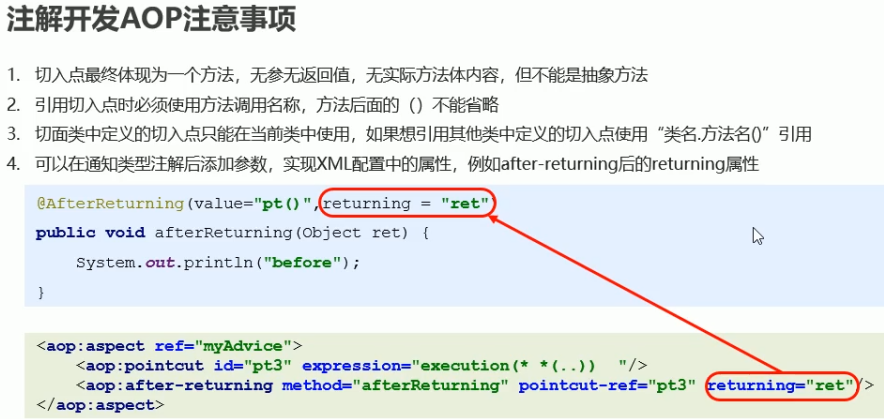 注解开发AOP注意事项
1. 切入点最终体现为一个方法，无参无返回值，无实际方法体内容，但不能是抽象方法
2. 引用切入点时必须使用方法调用名称，方法后面的（）不能省略
3. 切面类中定义的切入点只能在当前类中使用，如果想引用其他类中定义的切入点使用“类名.方法名()”引用
4. 可以在通知类型注解后添加参数，实现XML配置中的属性，例如after-returning后的returning属性
@AfterReturning(value="pt()",returning = "ret")
public void afterReturning(Object ret) {
System.out.println("before");
}
<aop:aspect ref="myAdvice">
<aop:pointcut id="pt3" expression="execution(* *(..))  "/>
<aop:after-returning method="afterReturning" pointcut-ref="pt3" returning="ret"/>
</aop:aspect>